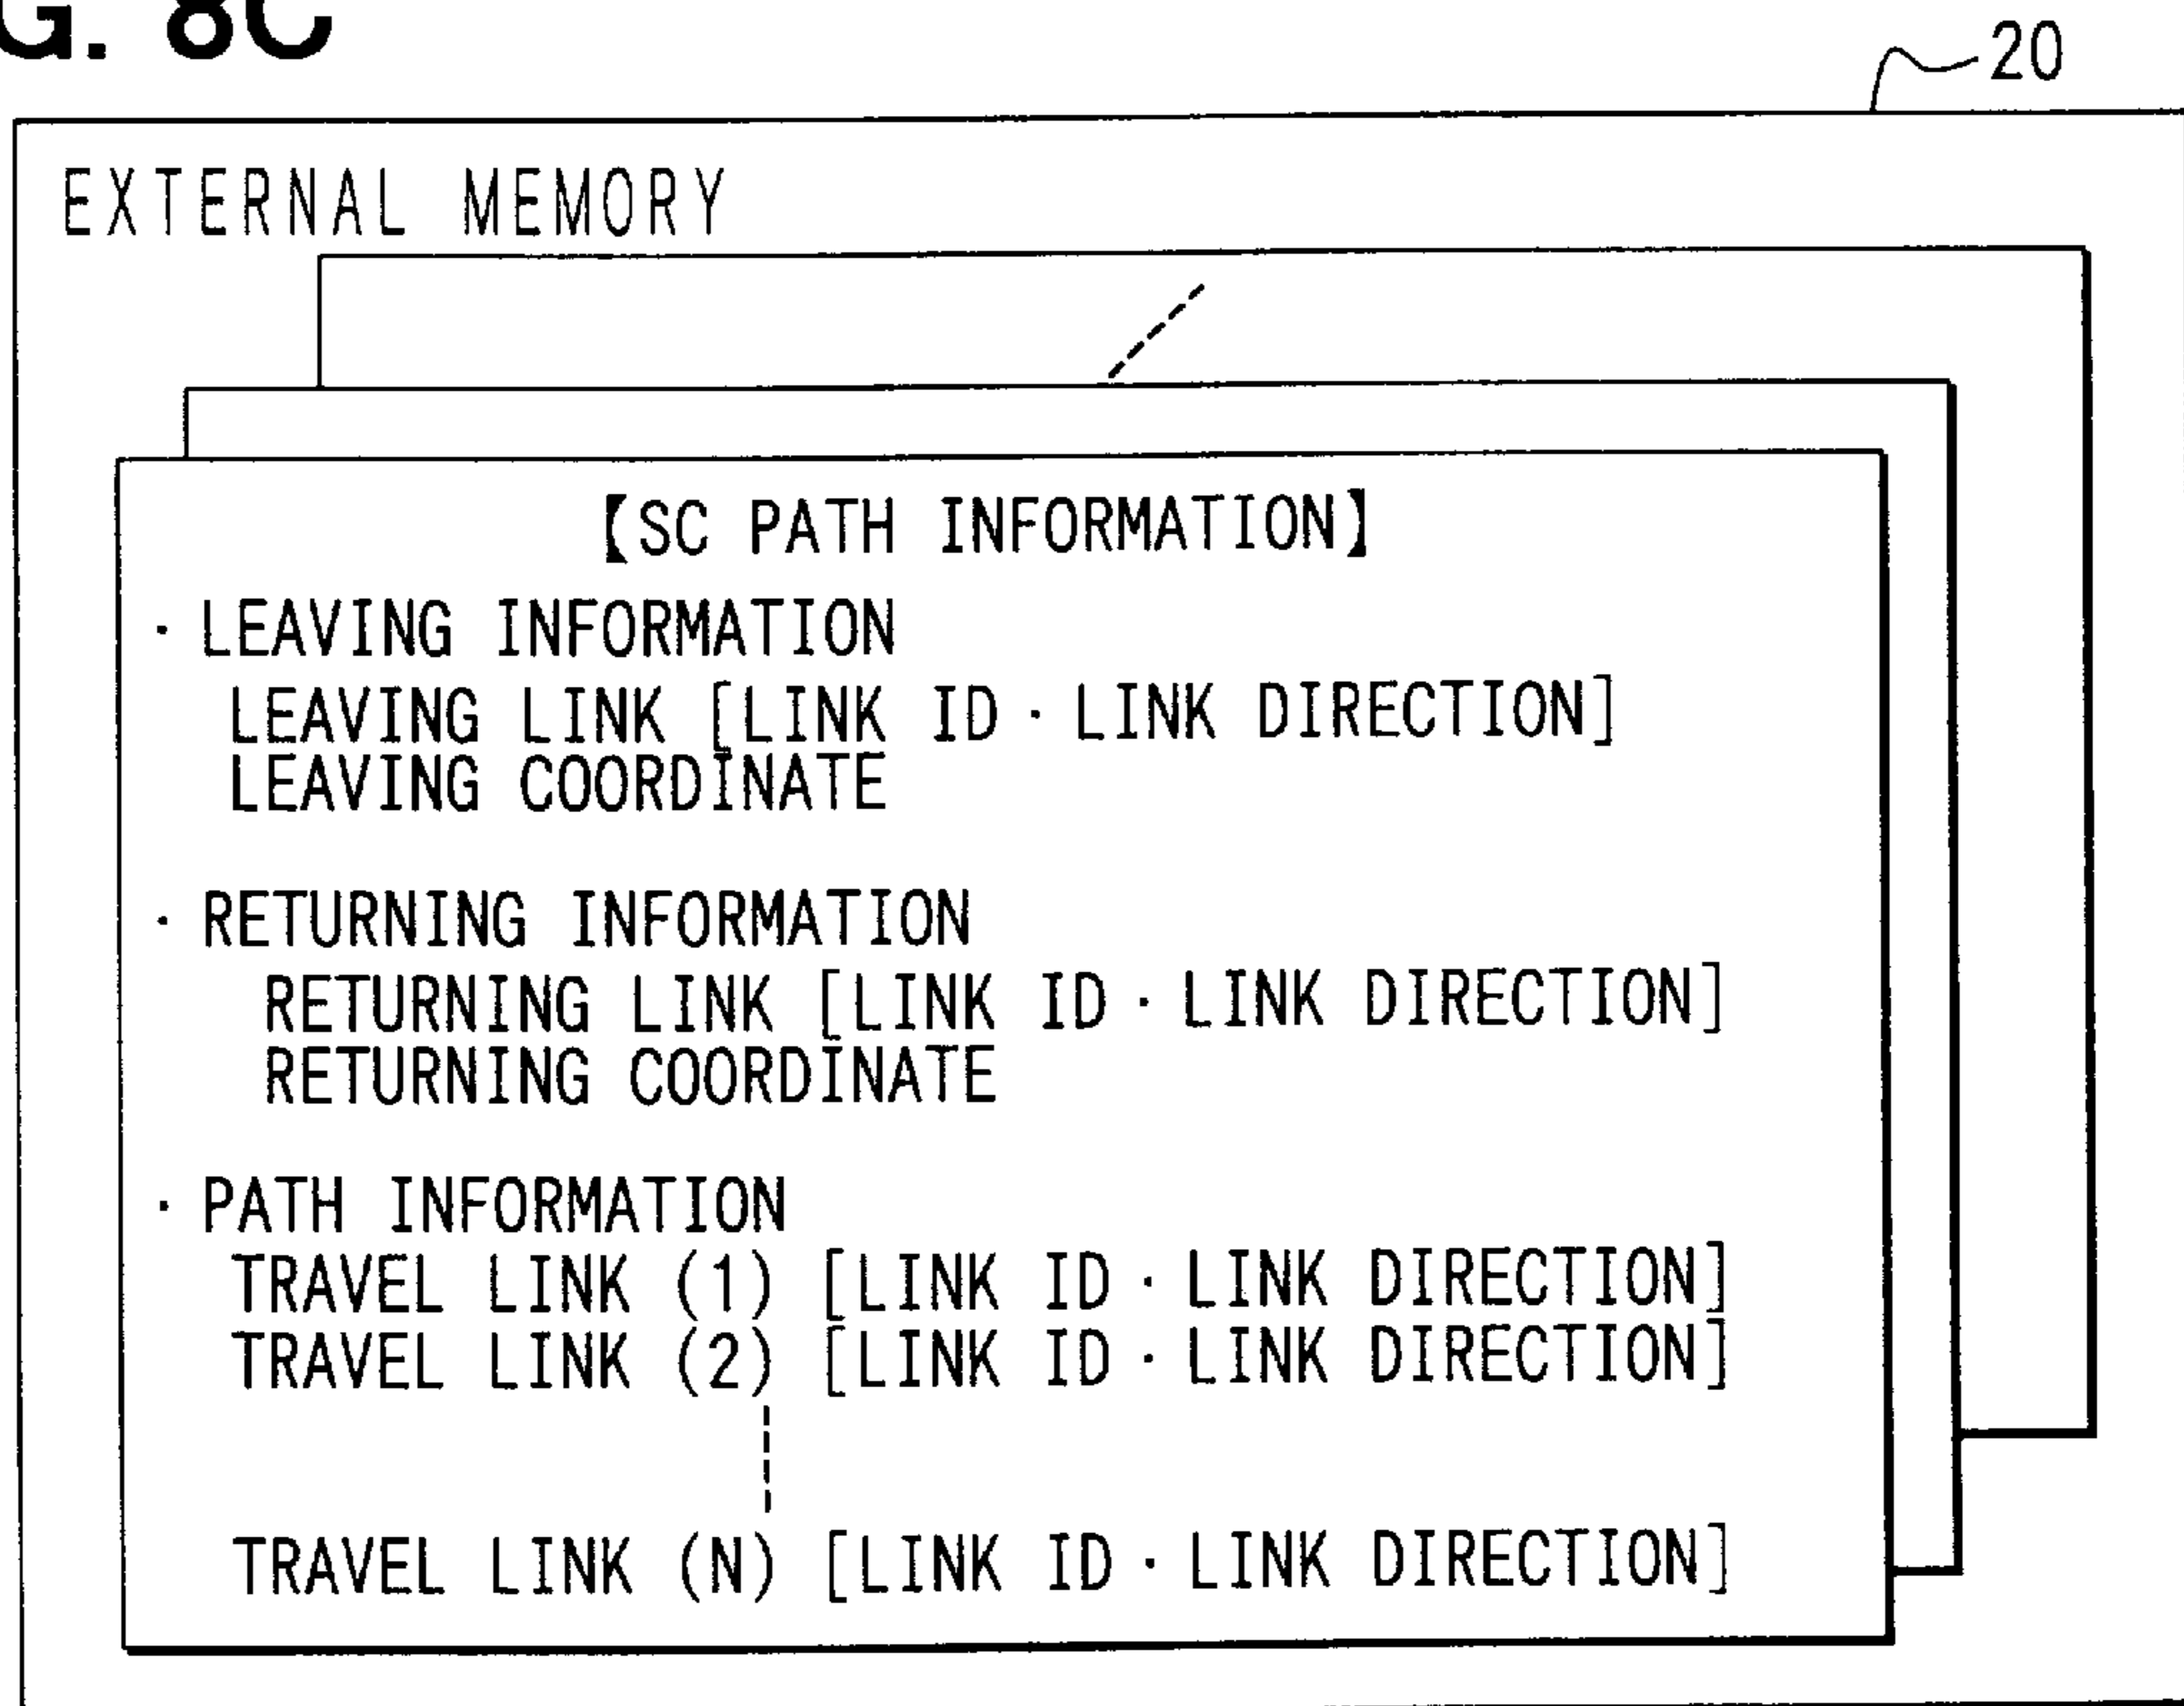 G. 8C
20
EXTERNAL MEMORY
【SC PATH INFORMATION】
· LEAVING INFORMATION
LEAVING LINK [LINK ID · LINK DIRECTION]
LEAVING COORDINATE
· RETURNING INFORMATION
RETURNING LINK [LINK ID · LINK DIRECTION]
RETURNING COORDINATE
· PATH INFORMATION
TRAVEL LINK (1) [LINK ID · LINK DIRECTION]
TRAVEL LINK (2) [LINK ID · LINK DIRECTION]
TRAVEL LINK (N) [LINK ID · LINK DIRECTION]